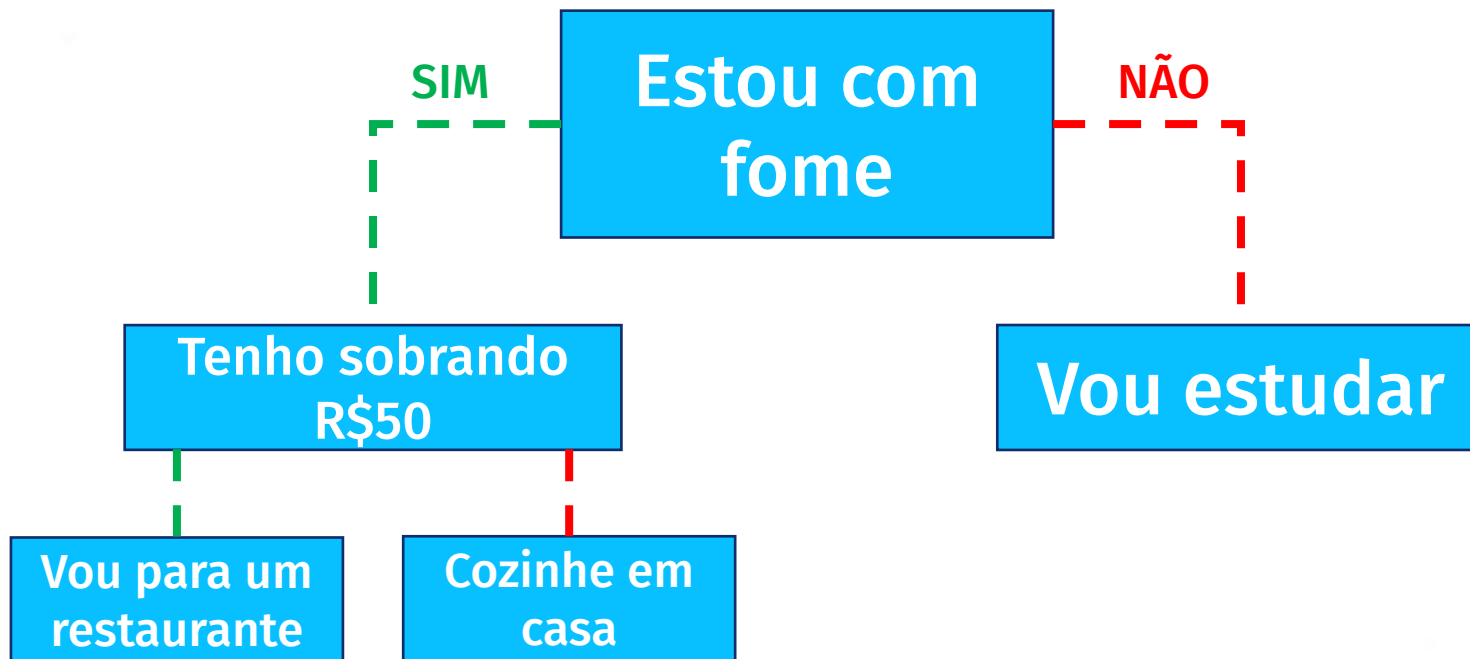 SIM
Estou com
fome
NÃO
Tenho sobrando
R$50
Vou estudar
Vou para um
restaurante
Cozinhe em
casa